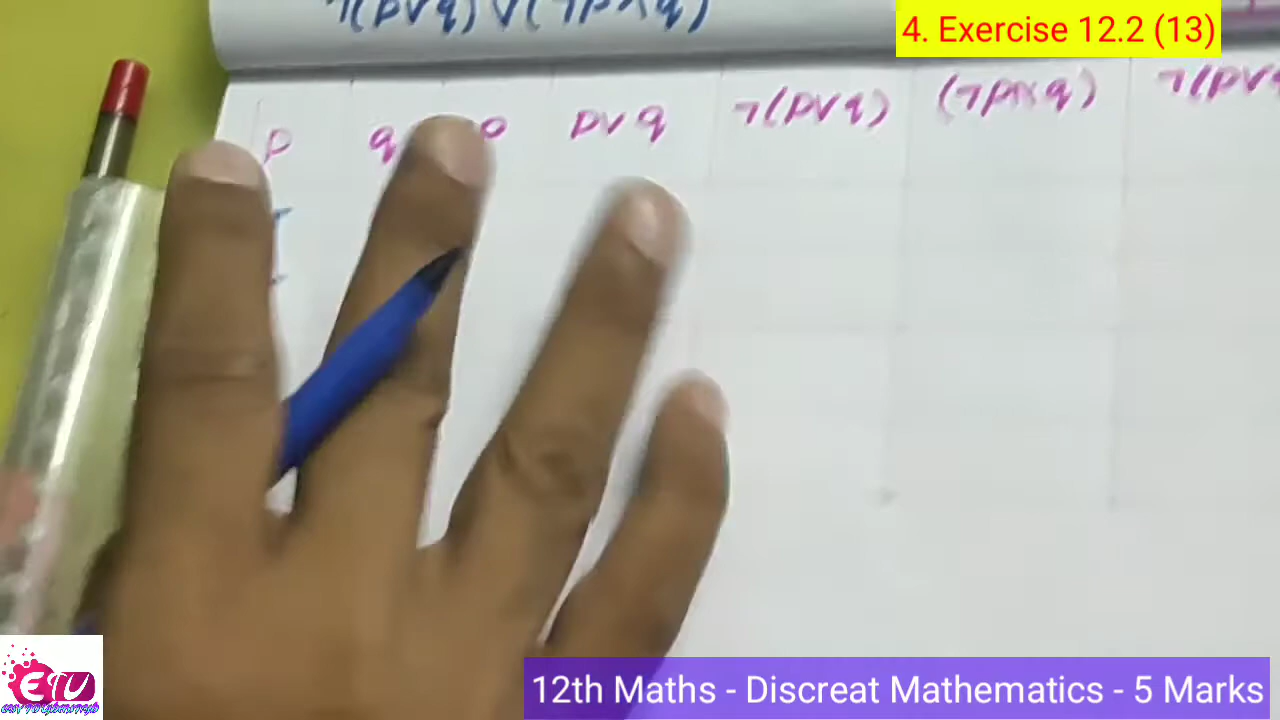 ¬(p∨q)∨(¬p∧q)
4. Exercise 12.2 (13)
p q p p∨q ¬(p∨q) (¬p∧q) ¬(p∨q
T
T
12th Maths - Discreat Mathematics - 5 Marks